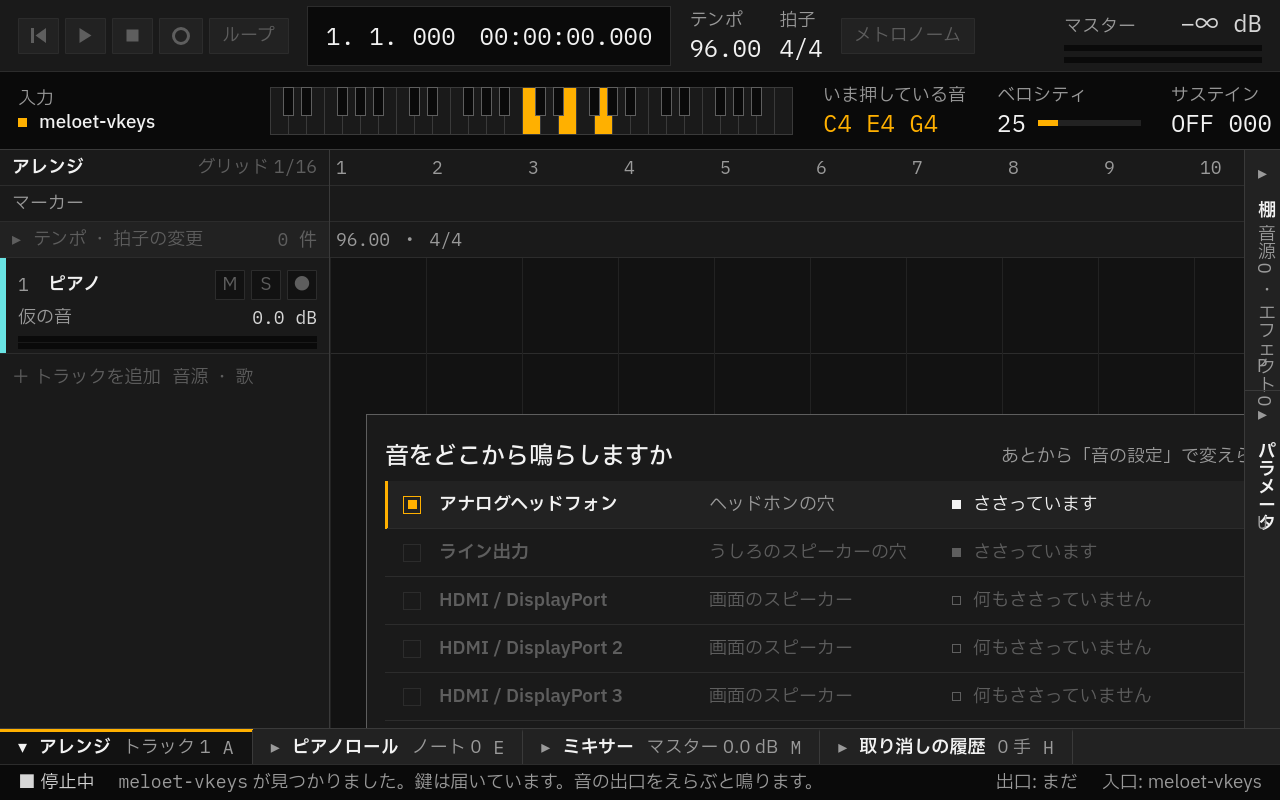 ループ 1. 1. 000 00:00:00.000 テンポ 96.00 拍子 4/4 メトロノーム マスター −∞ dB
入力 meloet-vkeys
いま押している音 C4 E4 G4
ベロシティ 25
サステイン OFF 000
アレンジ グリッド 1/16 1 2 3 4 5 6 7 8 9 10
マーカー
▸ テンポ · 拍子の変更 0 件 96.00 · 4/4
1 ピアノ M S
仮の音 0.0 dB
＋ トラックを追加 音源 · 歌
音をどこから鳴らしますか あとから「音の設定」で変えら
アナログヘッドフォン ヘッドホンの穴 ささっています
ライン出力 うしろのスピーカーの穴 ささっています
HDMI / DisplayPort 画面のスピーカー 何もささっていません
HDMI / DisplayPort 2 画面のスピーカー 何もささっていません
HDMI / DisplayPort 3 画面のスピーカー 何もささっていません
▸ 棚 音源 0 · エフェクト 0
▸ パラメータ
▾ アレンジ トラック 1 A ▸ ピアノロール ノート 0 E ▸ ミキサー マスター 0.0 dB M ▸ 取り消しの履歴 0 手 H
停止中 meloet-vkeys が見つかりました。鍵は届いています。音の出口をえらぶと鳴ります。 出口: まだ 入口: meloet-vkeys